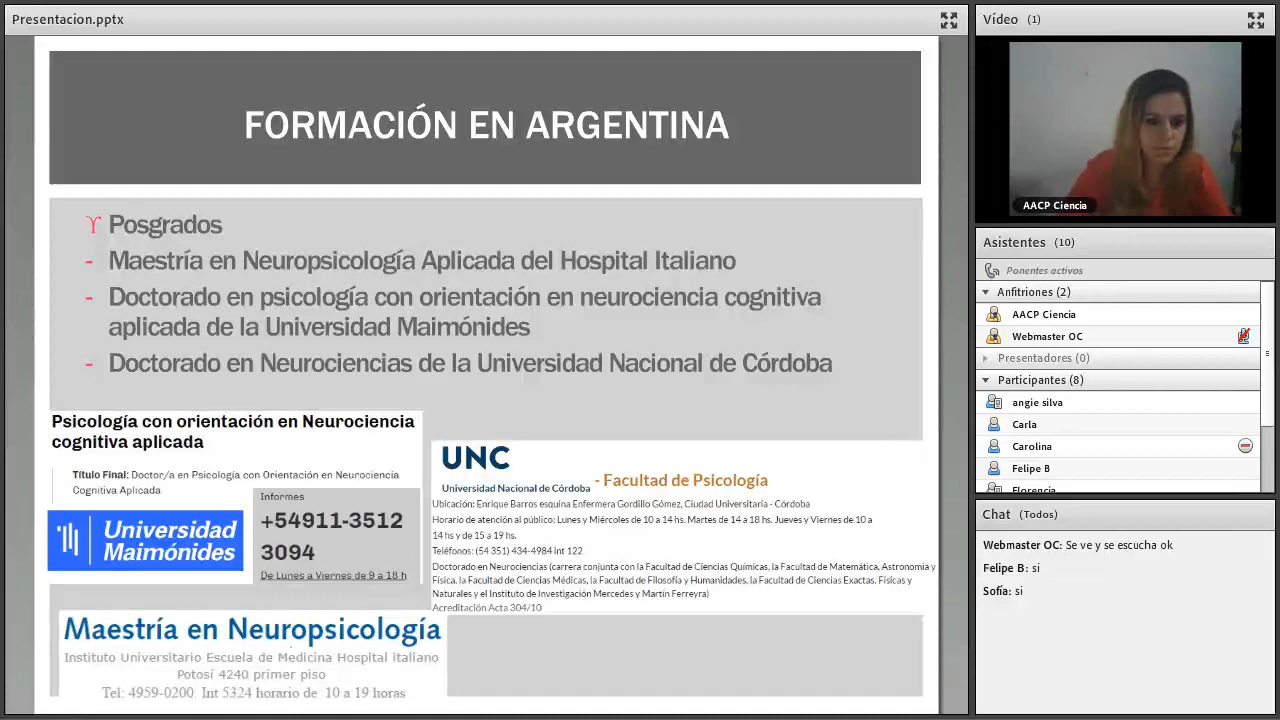 Presentacion.pptx
FORMACIÓN EN ARGENTINA
Posgrados
- Maestría en Neuropsicología Aplicada del Hospital Italiano
- Doctorado en psicología con orientación en neurociencia cognitiva
aplicada de la Universidad Maimónides
- Doctorado en Neurociencias de la Universidad Nacional de Córdoba
Psicología con orientación en Neurociencia
cognitiva aplicada
Título Final: Doctor/a en Psicología con Orientación en Neurociencia
Cognitiva Aplicada
Universidad
Maimónides
Informes
+54911-3512
3094
De Lunes a Viernes de 9 a 18 h
UNC
Universidad Nacional de Córdoba - Facultad de Psicología
Ubicación: Enrique Barros esquina Enfermera Gordillo Gómez, Ciudad Universitaria - Córdoba
Horario de atención al público: Lunes y Miércoles de 10 a 14 hs. Martes de 14 a 18 hs. Jueves y Viernes de 10 a
14 hs y de 15 a 19 hs.
Teléfonos: (54 351) 434-4984 int 122
Doctorado en Neurociencias (carrera conjunta con la Facultad de Ciencias Químicas, la Facultad de Matemática, Astronomía y
Física, la Facultad de Ciencias Médicas, la Facultad de Filosofía y Humanidades, la Facultad de Ciencias Exactas. Físicas y
Naturales y el Instituto de Investigación Mercedes y Martín Ferreyra)
Acreditación Acta 304/10
Maestría en Neuropsicología
Instituto Universitario Escuela de Medicina Hospital italiano
Potosí 4240 primer piso
Tel: 4959-0200 Int 5324 horario de 10 a 19 horas
Vídeo (1)
AACP Ciencia
Asistentes (10)
Ponentes activos
Anfitriones (2)
AACP Ciencia
Webmaster OC
Presentadores (0)
Participantes (8)
angie silva
Carla
Carolina
Felipe B
Florencia
Chat (Todos)
Webmaster OC: Se ve y se escucha ok
Felipe B: si
Sofía: si